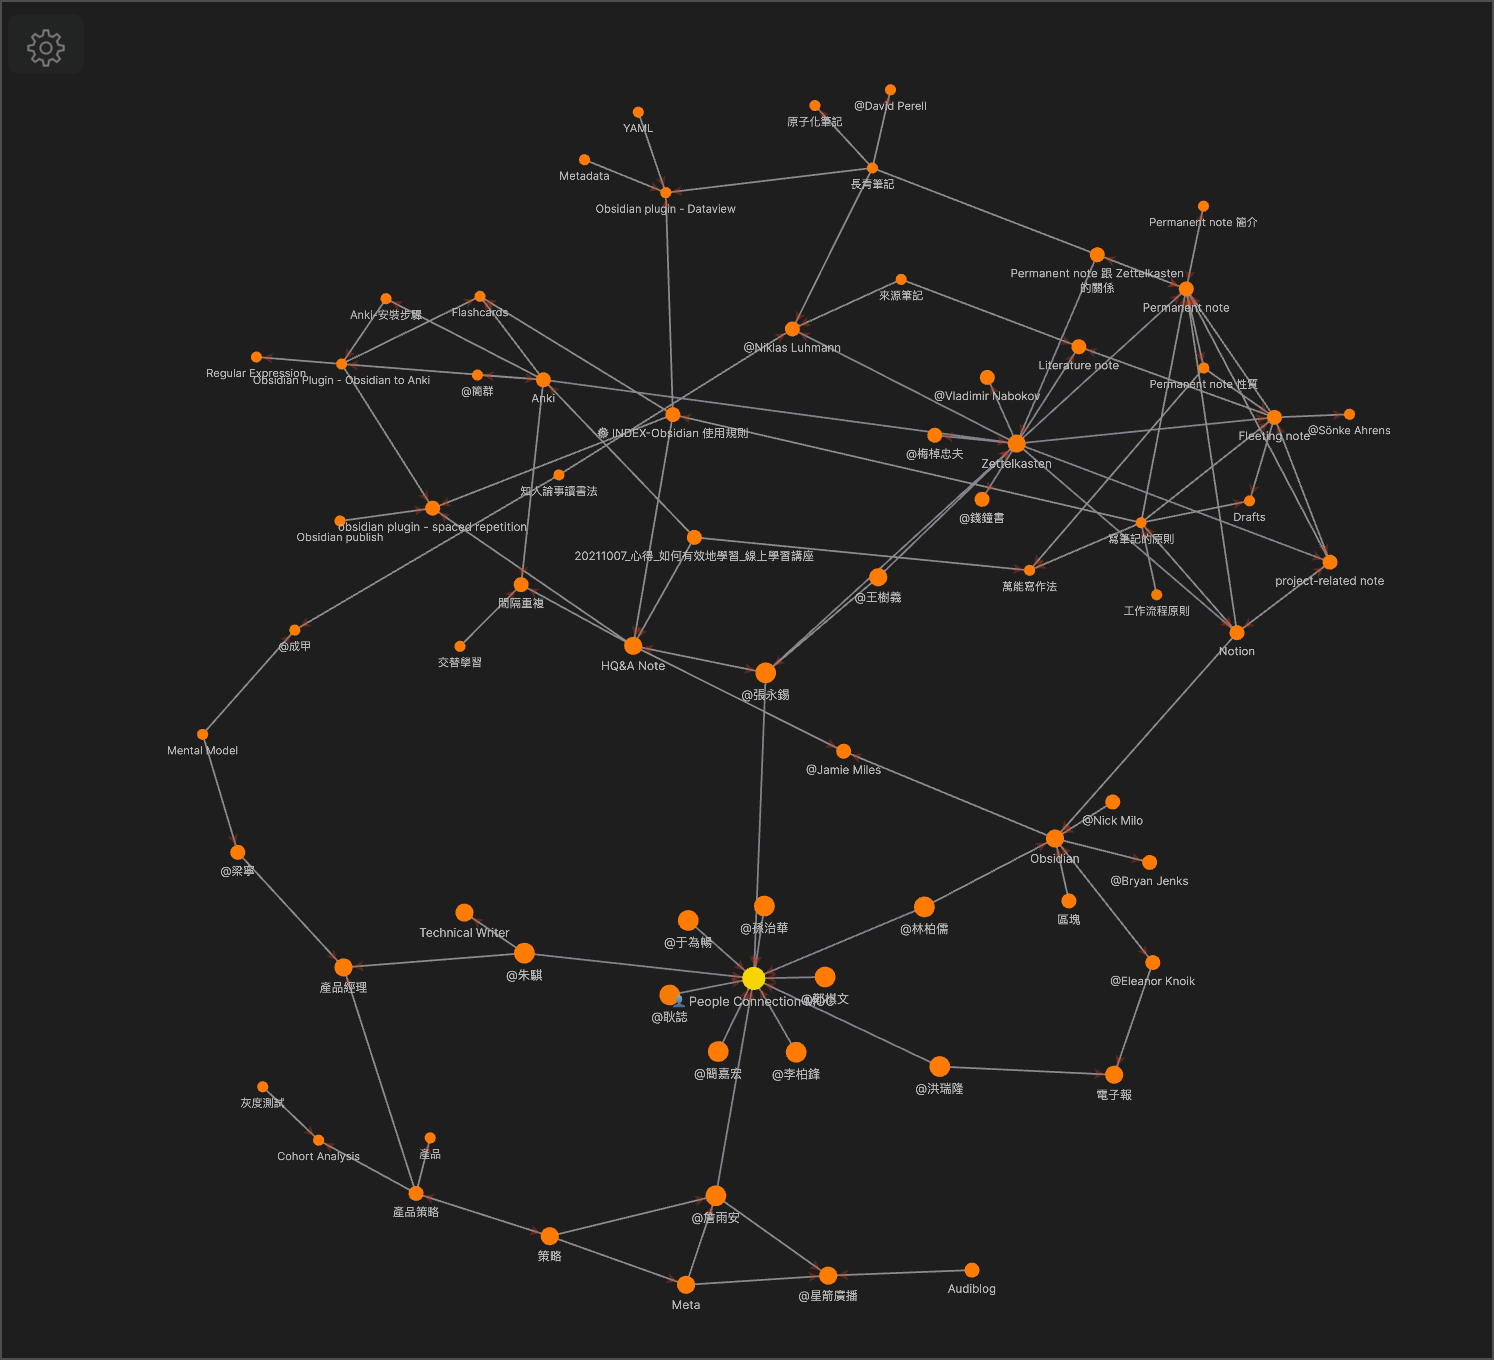 @David Perell
原子化筆記
YAML
Metadata
長青筆記
Obsidian plugin - Dataview
Permanent note 簡介
Permanent note 跟 Zettelkasten
的關係
來源筆記
Permanent note
Anki-安裝步驟
Flashcards
@Niklas Luhmann
Literature note
Regular Expression
Obsidian Plugin - Obsidian to Anki
@簡群
Anki
Permanent note 性質
@Vladimir Nabokov
INDEX-Obsidian 使用規則
Fleeting note
@Sönke Ahrens
@梅棹忠夫
Zettelkasten
知人論事讀書法
@錢鐘書
Drafts
obsidian plugin - spaced repetition
Obsidian publish
寫筆記的原則
20211007_心得_如何有效地學習_線上學習講座
萬能寫作法
project-related note
@王樹義
間隔重複
工作流程原則
@成甲
交替學習
HQ&A Note
Notion
@張永錫
Mental Model
@Jamie Miles
@Nick Milo
Obsidian
@梁寧
@Bryan Jenks
區塊
Technical Writer
@于為暢
@孫治華
@林柏儒
@朱騏
產品經理
@Eleanor Knoik
People Connection MOC
@耿誌
@簡嘉宏
@李柏鋒
@洪瑞隆
電子報
灰度測試
Cohort Analysis
產品
產品策略
@詹雨安
策略
Audiblog
@星箭廣播
Meta